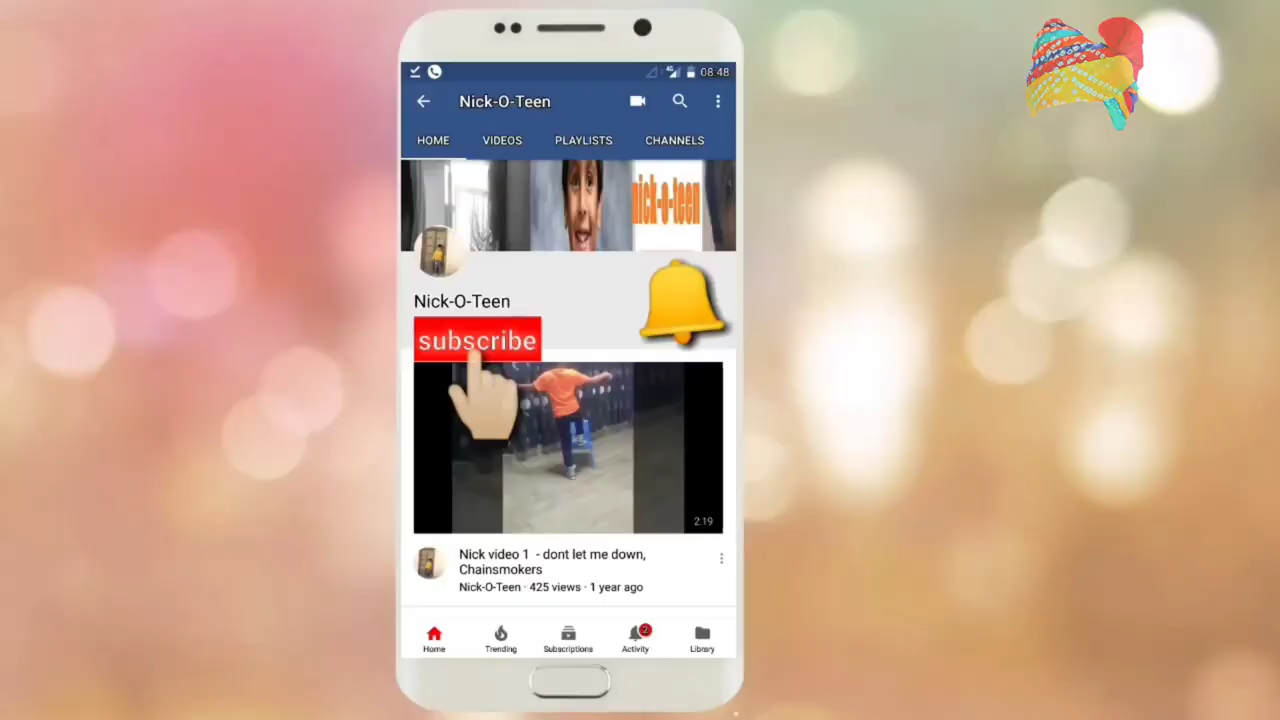 4G 08:48
Nick-O-Teen
HOME VIDEOS PLAYLISTS CHANNELS
nick-o-teen
Nick-O-Teen
subscribe
2:19
Nick video 1 - dont let me down,
Chainsmokers
Nick-O-Teen · 425 views · 1 year ago
2
Home Trending Subscriptions Activity Library